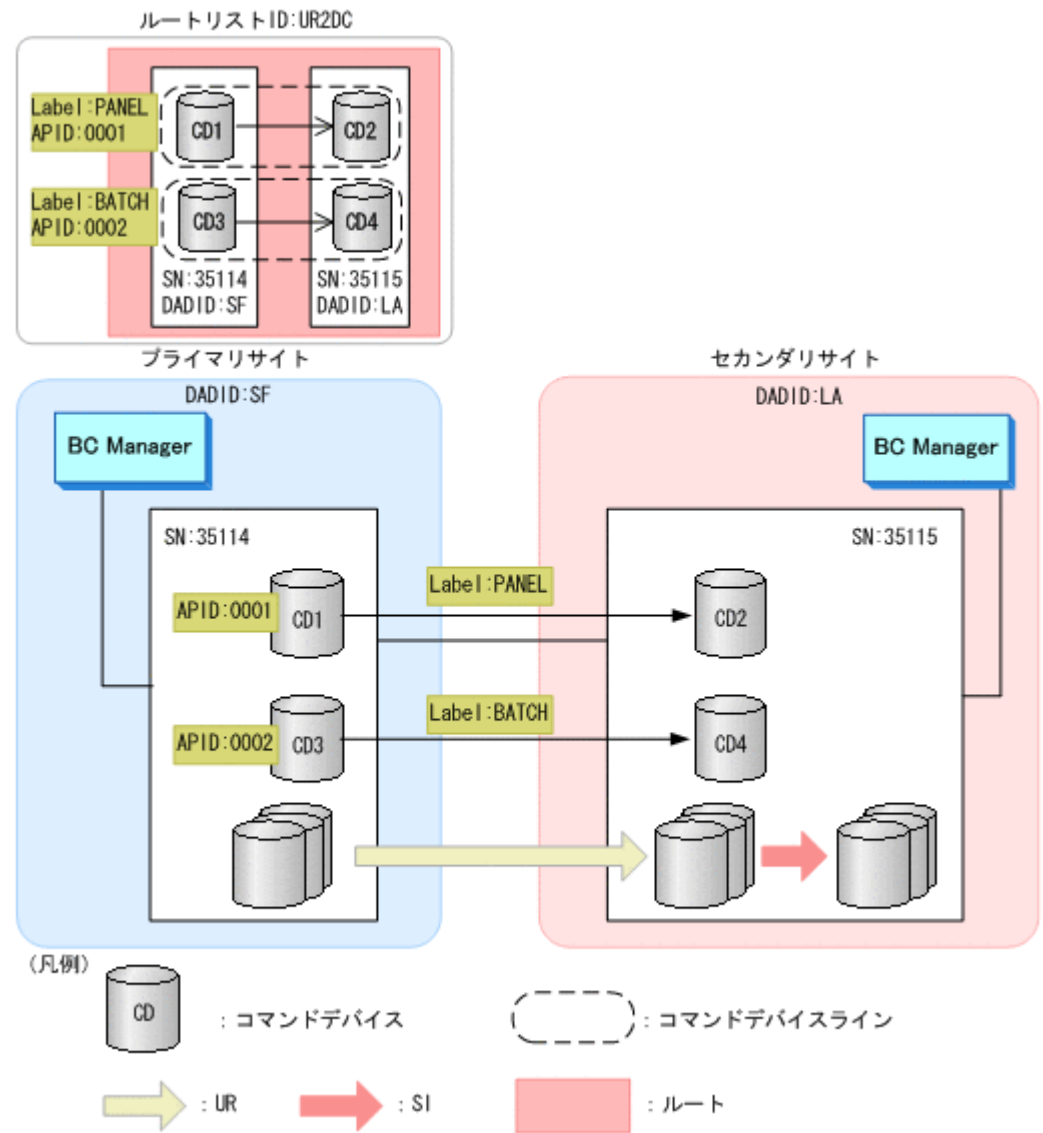 ルートリストID:UR2DC
Label:PANEL
APID:0001
CD1
CD2
Label:BATCH
APID:0002
CD3
CD4
SN:35114
DADID:SF
SN:35115
DADID:LA
プライマリサイト
セカンダリサイト
DADID:SF
DADID:LA
BC Manager
BC Manager
SN:35114
SN:35115
Label:PANEL
APID:0001
CD1
CD2
Label:BATCH
APID:0002
CD3
CD4
(凡例)
CD
:コマンドデバイス
:コマンドデバイスライン
:UR
:SI
:ルート